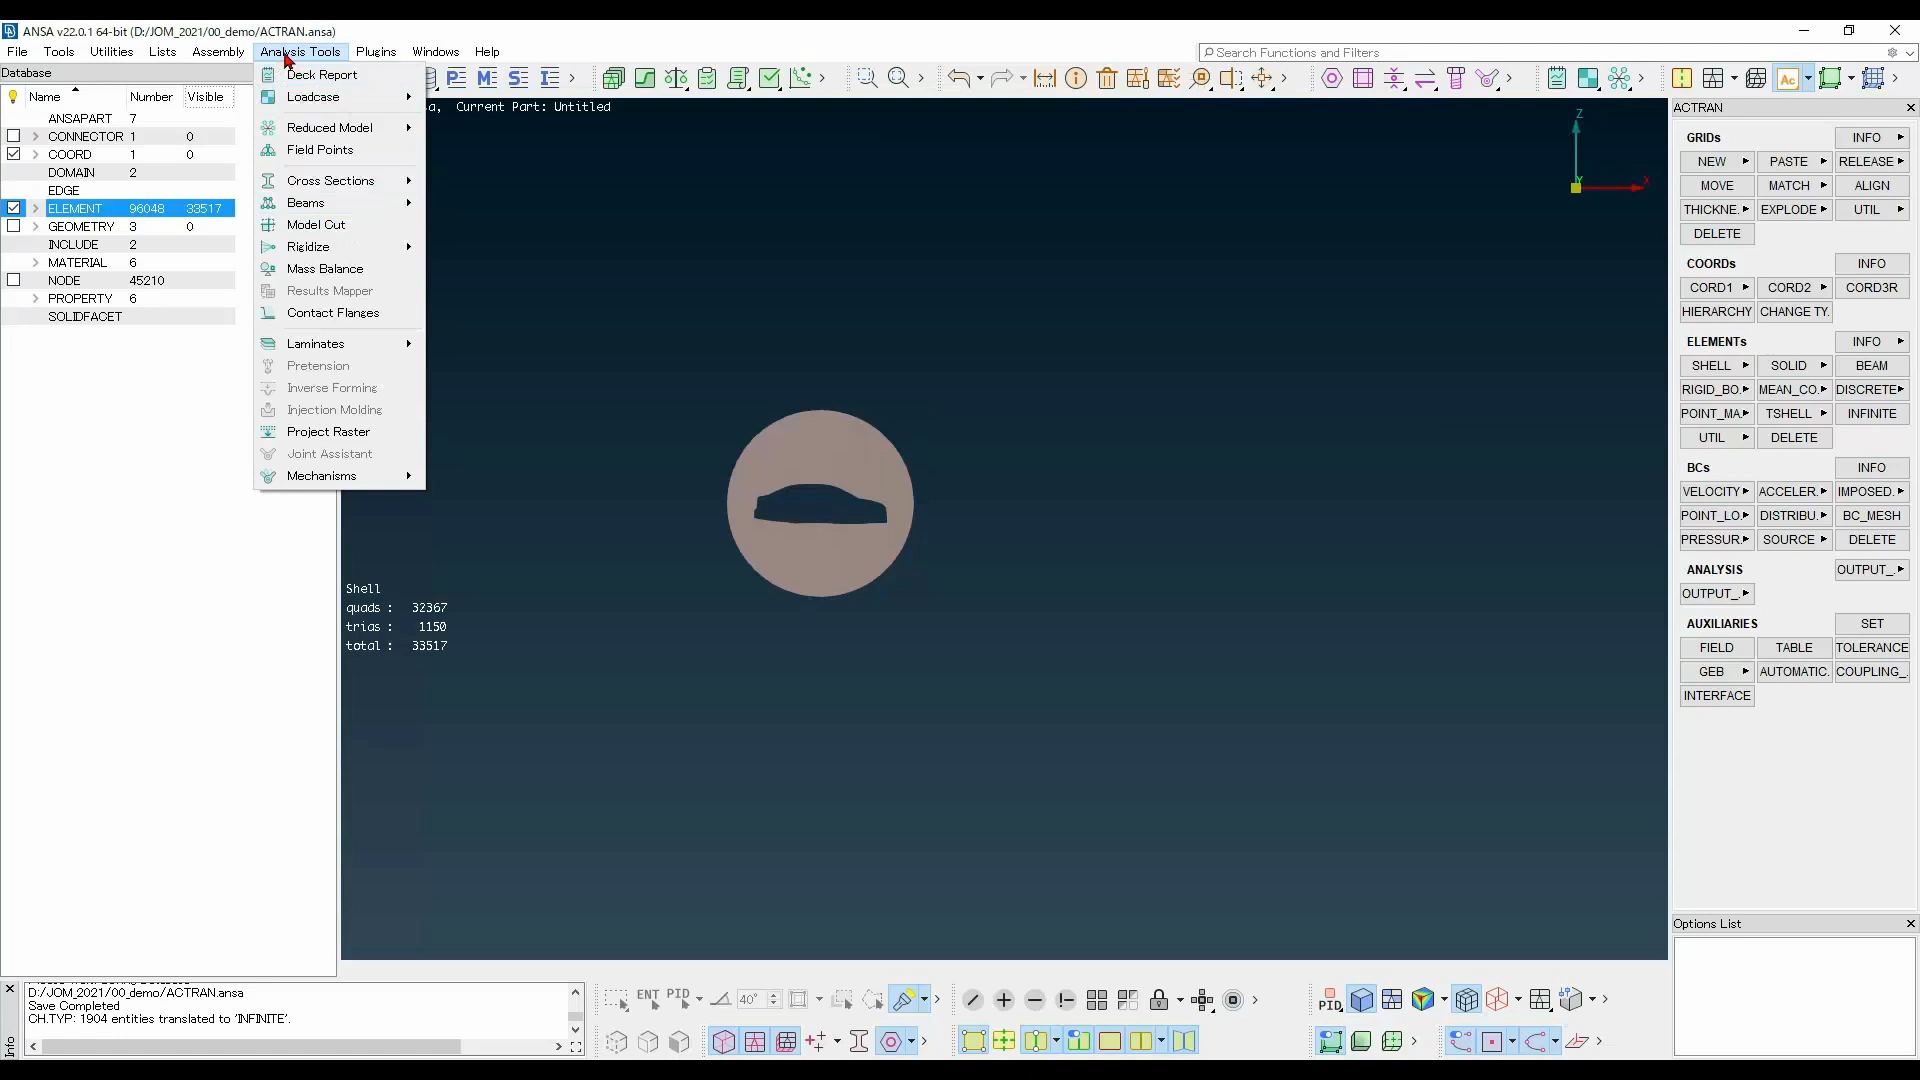 ANSA v22.0.1 64-bit (D:/JOM_2021/00_demo/ACTRAN.ansa)
File Tools Utilities Lists Assembly Analysis Tools Plugins Windows Help
Search Functions and Filters
Database
Name Number Visible
ANSAPART 7
CONNECTOR 1 0
COORD 1 0
DOMAIN 2
EDGE
ELEMENT 96048 33517
GEOMETRY 3 0
INCLUDE 2
MATERIAL 6
NODE 45210
PROPERTY 6
SOLIDFACET
Deck Report
Loadcase
Reduced Model
Field Points
Cross Sections
Beams
Model Cut
Rigidize
Mass Balance
Results Mapper
Contact Flanges
Laminates
Pretension
Inverse Forming
Injection Molding
Project Raster
Joint Assistant
Mechanisms
P M S I
Ac
sa, Current Part: Untitled
Z
Y
X
Shell
quads : 32367
trias : 1150
total : 33517
ACTRAN
GRIDs INFO
NEW PASTE RELEASE
MOVE MATCH ALIGN
THICKNE. EXPLODE UTIL
DELETE
COORDs INFO
CORD1 CORD2 CORD3R
HIERARCHY CHANGE TY.
ELEMENTs INFO
SHELL SOLID BEAM
RIGID_BO. MEAN_CO. DISCRETE
POINT_MA. TSHELL INFINITE
UTIL DELETE
BCs INFO
VELOCITY ACCELER. IMPOSED.
POINT_LO. DISTRIBU. BC_MESH
PRESSUR. SOURCE DELETE
ANALYSIS OUTPUT_.
OUTPUT_.
AUXILIARIES SET
FIELD TABLE TOLERANCE
GEB AUTOMATIC. COUPLING_.
INTERFACE
Options List
D:/JOM_2021/00_demo/ACTRAN.ansa
Save Completed
CH.TYP: 1904 entities translated to 'INFINITE'.
Info
ENT PID 40°
PID